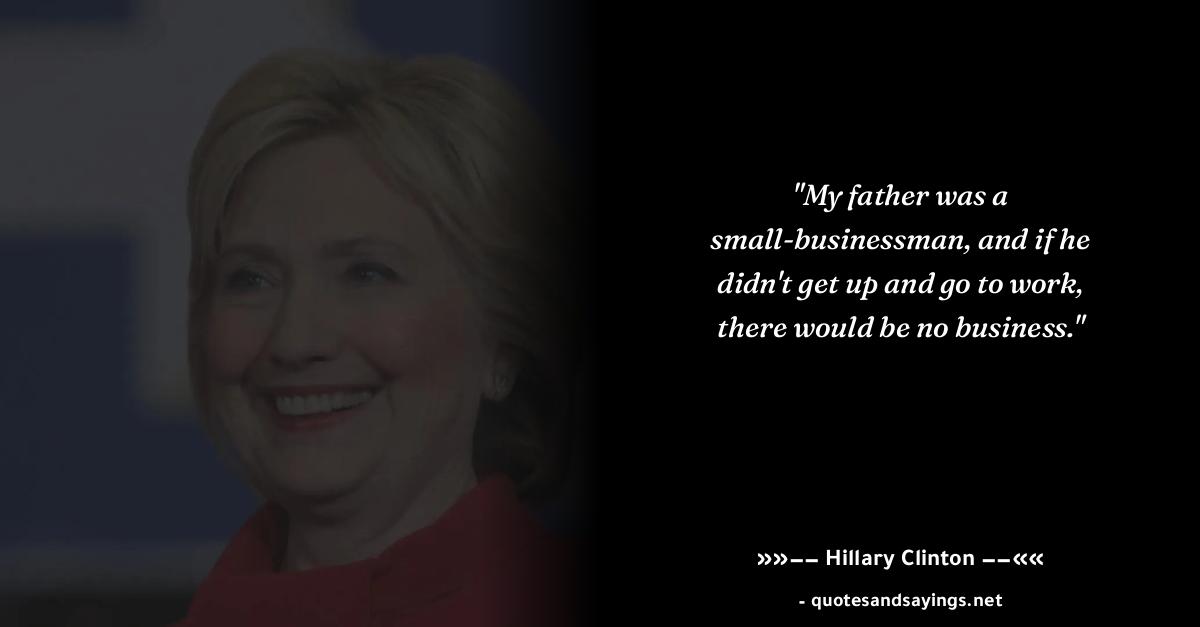 "My father was a
small-businessman, and if he
didn't get up and go to work,
there would be no business."
»»−− Hillary Clinton −−««
- quotesandsayings.net